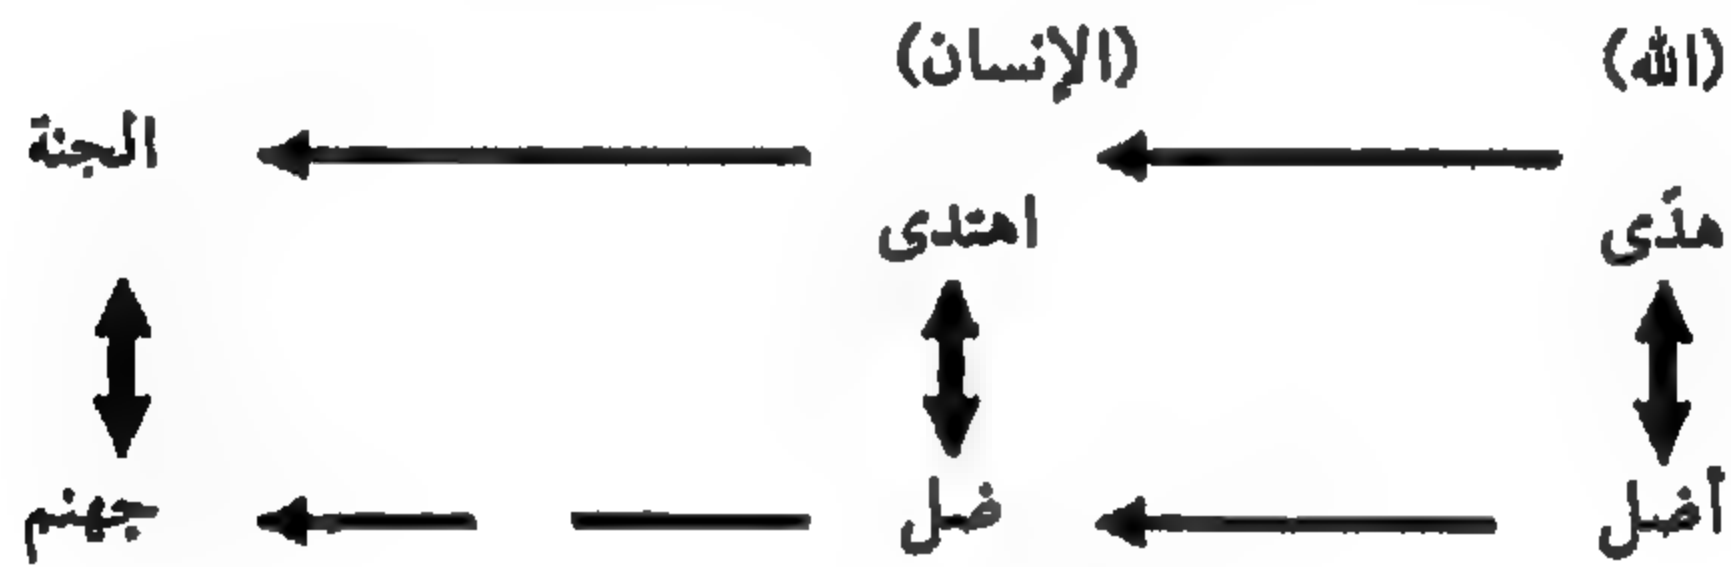 (الله) (الإنسان)
الجنة
هدَى اهتدى
أضل ضل جهنم